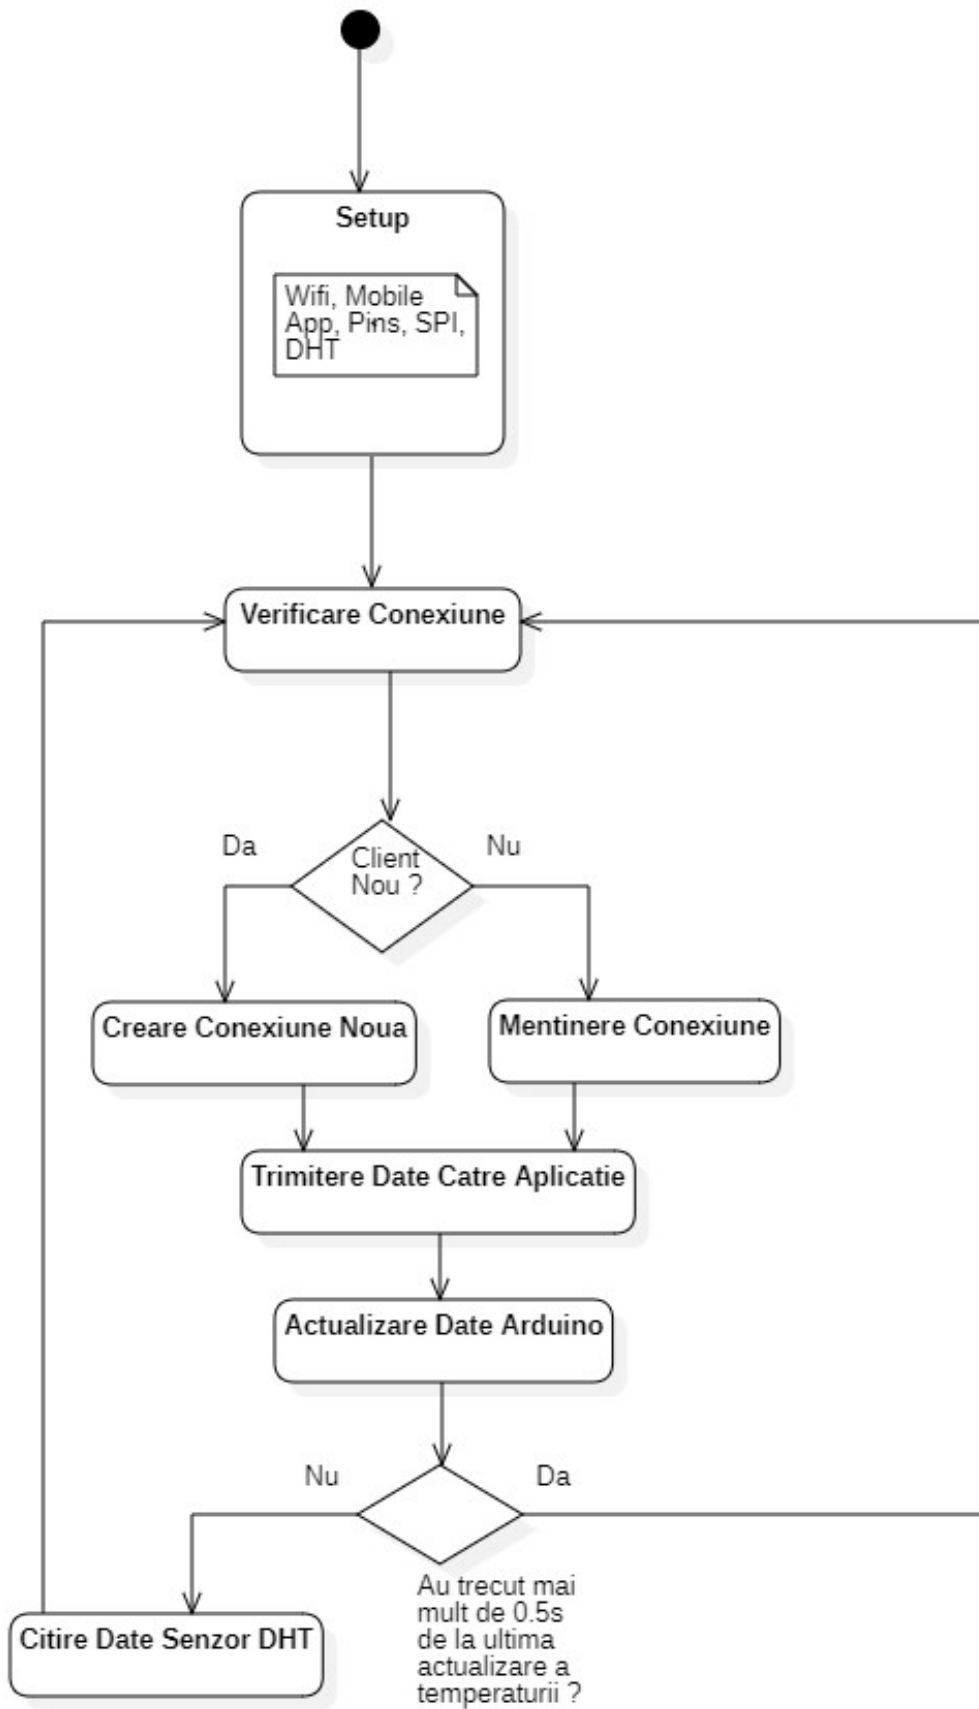 Setup
Wifi, Mobile
App, Pins, SPI,
DHT
Verificare Conexiune
Da
Client
Nou ?
Nu
Creare Conexiune Noua
Mentinere Conexiune
Trimitere Date Catre Aplicatie
Actualizare Date Arduino
Nu
Da
Au trecut mai
mult de 0.5s
de la ultima
actualizare a
temperaturii ?
Citire Date Senzor DHT